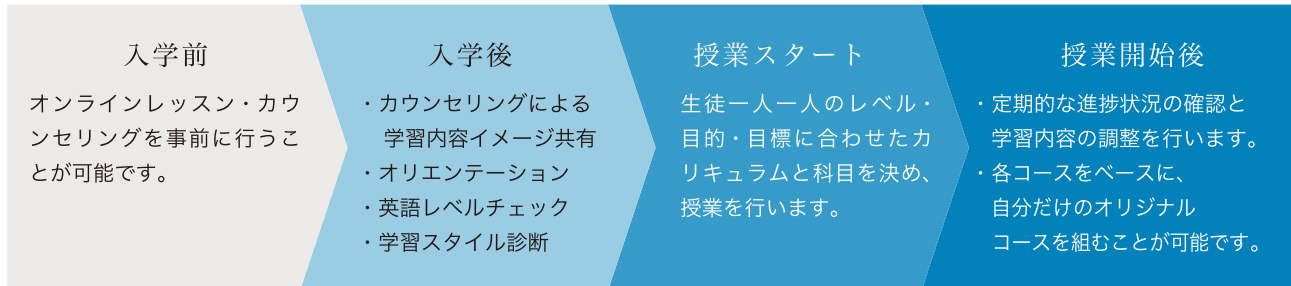 入学前
オンラインレッスン・カウ
ンセリングを事前に行うこ
とが可能です。
入学後
・カウンセリングによる
学習内容イメージ共有
・オリエンテーション
・英語レベルチェック
・学習スタイル診断
授業スタート
生徒一人一人のレベル・
目的・目標に合わせたカ
リキュラムと科目を決め、
授業を行います。
授業開始後
・定期的な進捗状況の確認と
学習内容の調整を行います。
・各コースをベースに、
自分だけのオリジナル
コースを組むことが可能です。